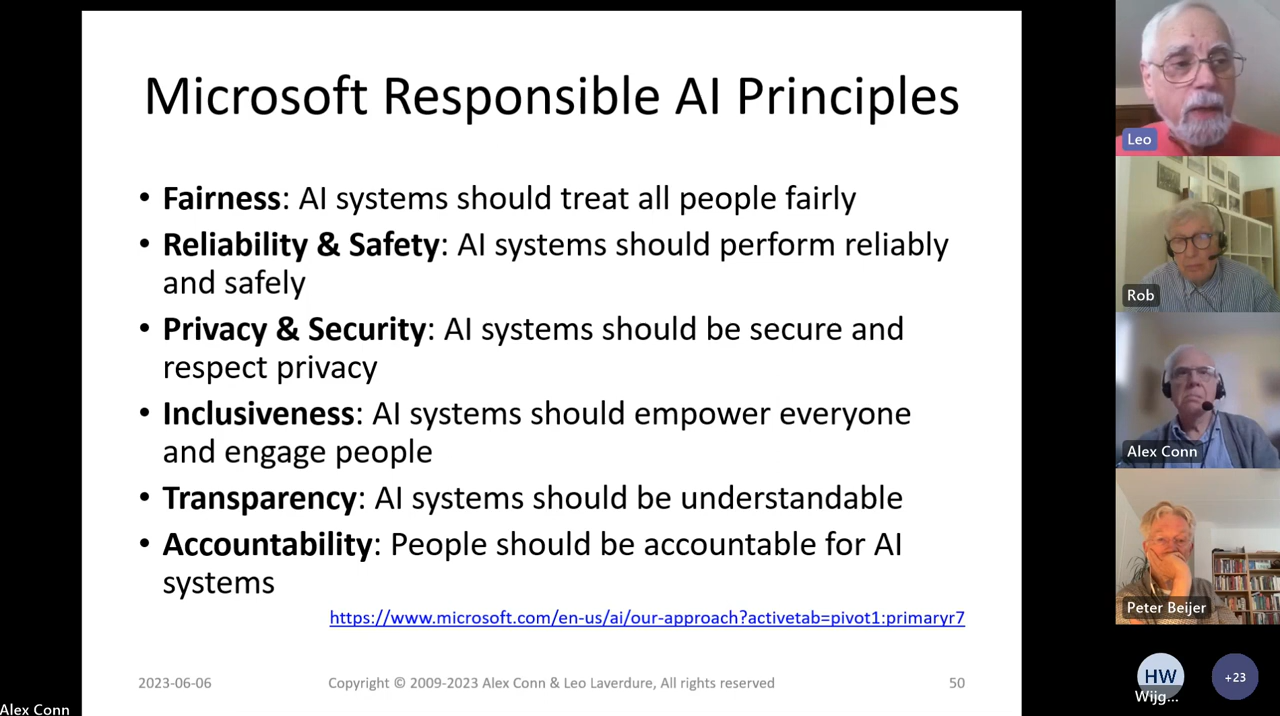 Microsoft Responsible AI Principles
• Fairness: AI systems should treat all people fairly
• Reliability & Safety: AI systems should perform reliably
and safely
• Privacy & Security: AI systems should be secure and
respect privacy
• Inclusiveness: AI systems should empower everyone
and engage people
• Transparency: AI systems should be understandable
• Accountability: People should be accountable for AI
systems
https://www.microsoft.com/en-us/ai/our-approach?activetab=pivot1:primaryr7
2023-06-06
Copyright © 2009-2023 Alex Conn & Leo Laverdure, All rights reserved
50
Alex Conn
Leo
Rob
Alex Conn
Peter Beijer
HW
Wijg...
+23